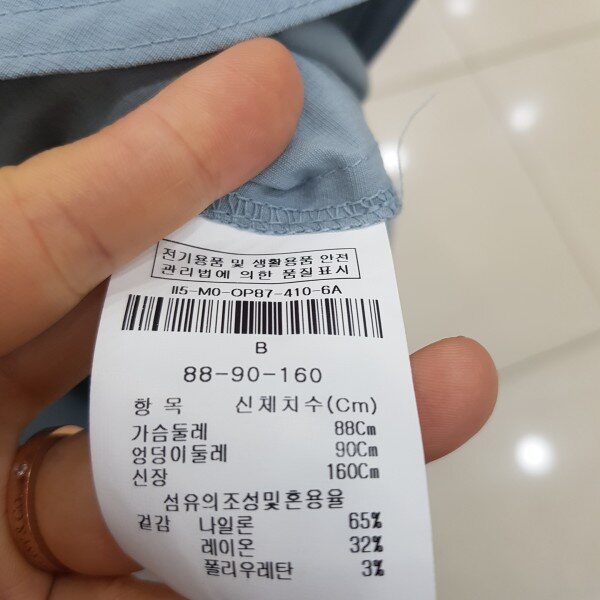 전기용품 및 생활용품 안전
관리법에 의한 품질표시
II5-MO-OP87-410-6A
B
88-90-160
항 목 신체치수(Cm)
가슴둘레 88Cm
엉덩이둘레 90Cm
신장 160Cm
섬유의조성및혼용율
겉감 나일론 65%
레이온 32%
폴리우레탄 3%